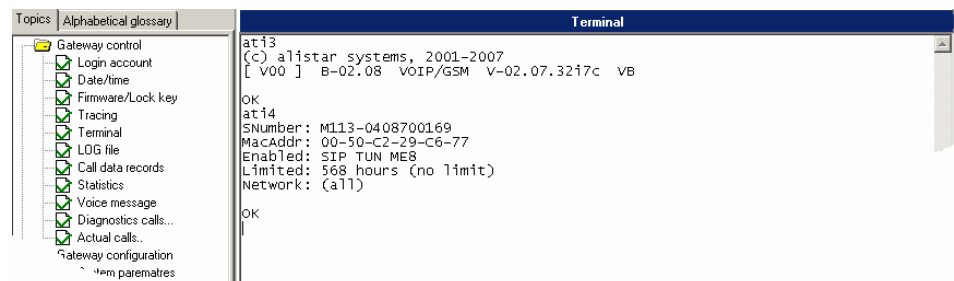 Topics
Alphabetical glossary
Gateway control
Login account
Date/time
Firmware/Lock key
Tracing
Terminal
LOG file
Call data records
Statistics
Voice message
Diagnostics calls...
Actual calls..
Gateway configuration
parematres
Terminal
ati3
(c) alistar systems, 2001-2007
[ V00 ] B-02.08 VOIP/GSM V-02.07.32i7c VB
OK
ati4
SNumber: M113-0408700169
MacAddr: 00-50-C2-29-C6-77
Enabled: SIP TUN ME8
Limited: 568 hours (no limit)
Network: (all)
OK